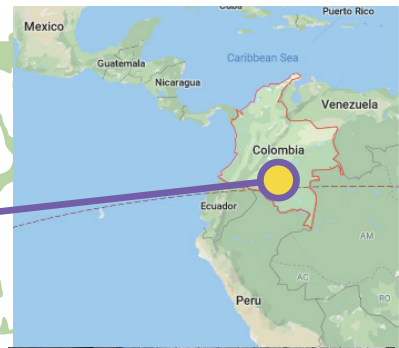 Cuba
Puerto Rico
Mexico
Caribbean Sea
Guatemala
Nicaragua
Venezuela
Colombia
Ecuador
AM
AC
RO
Peru